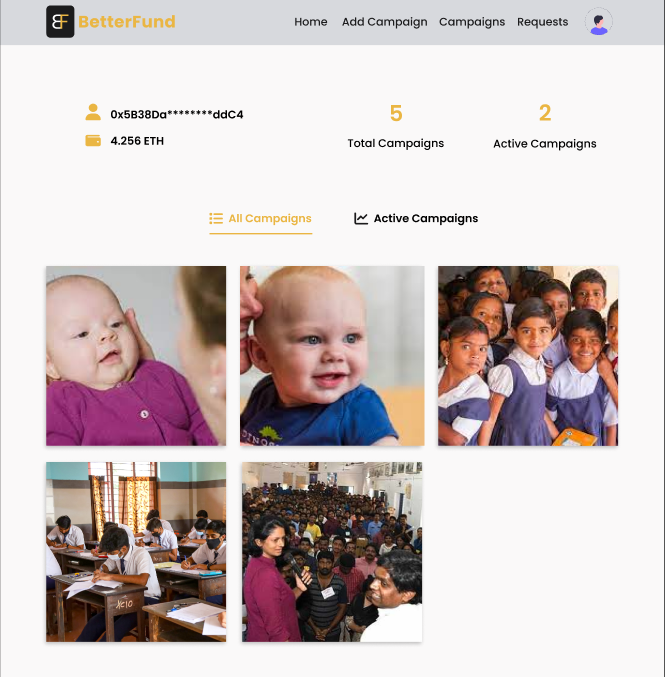 BF BetterFund
Home Add Campaign Campaigns Requests
0x5B38Da********ddC4
4.256 ETH
5
Total Campaigns
2
Active Campaigns
All Campaigns Active Campaigns
DINOS